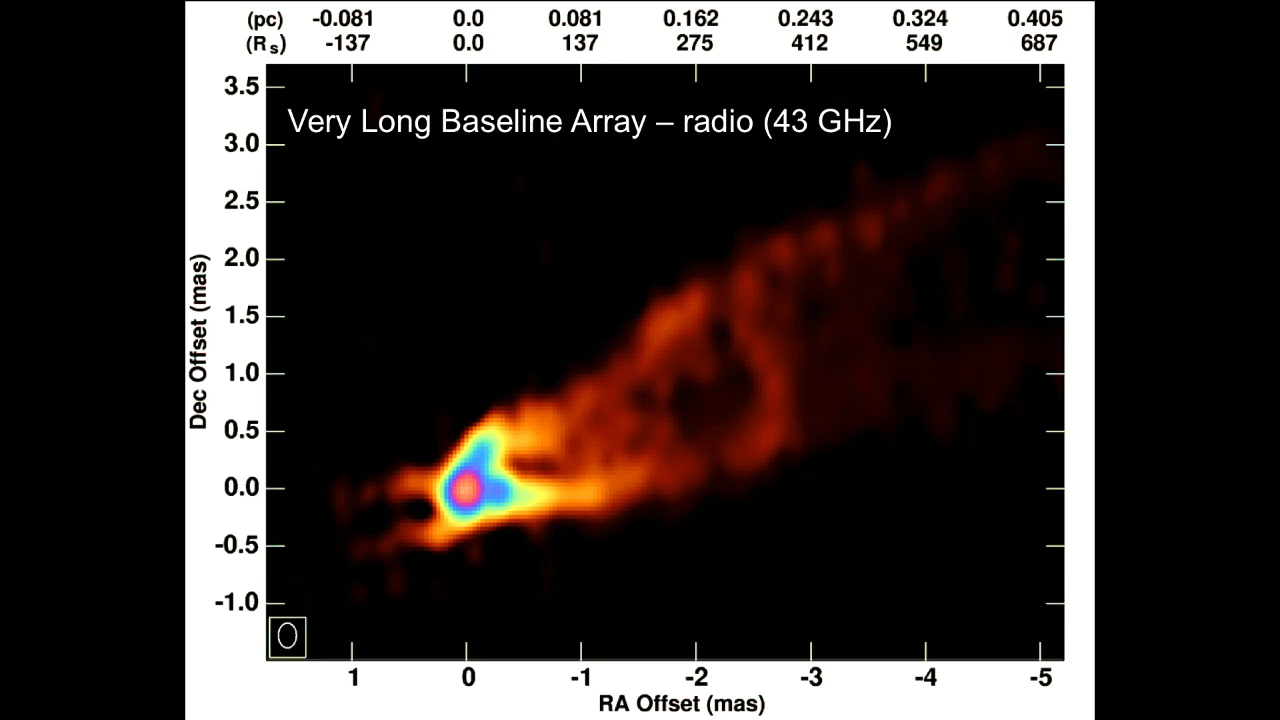 (pc) -0.081 0.0 0.081 0.162 0.243 0.324 0.405
(Rs) -137 0.0 137 275 412 549 687
Very Long Baseline Array – radio (43 GHz)
3.5
3.0
2.5
2.0
1.5
1.0
0.5
0.0
-0.5
-1.0
Dec Offset (mas)
1 0 -1 -2 -3 -4 -5
RA Offset (mas)